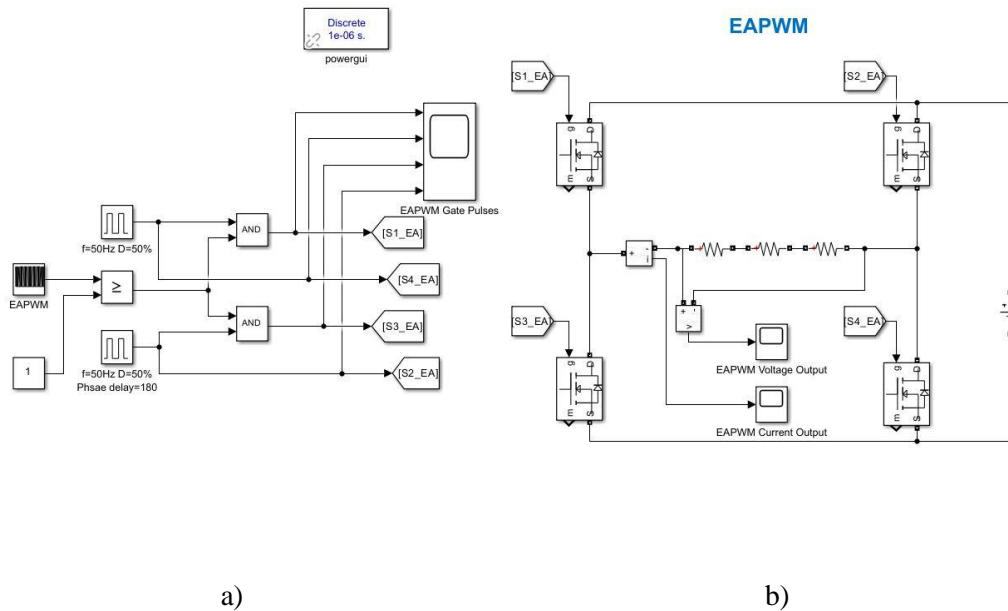 Discrete
1e-06 s.
powergui
EAPWM
[S1_EA]
[S2_EA]
g
D
m
S
g
D
m
S
EAPWM Gate Pulses
f=50Hz D=50%
AND
[S1_EA]
[S4_EA]
EAPWM
≥
AND
[S3_EA]
1
f=50Hz D=50%
Phsae delay=180
[S2_EA]
+
-
i
+
-
v
[S3_EA]
[S4_EA]
g
D
m
S
g
D
m
S
EAPWM Voltage Output
EAPWM Current Output
a)
b)